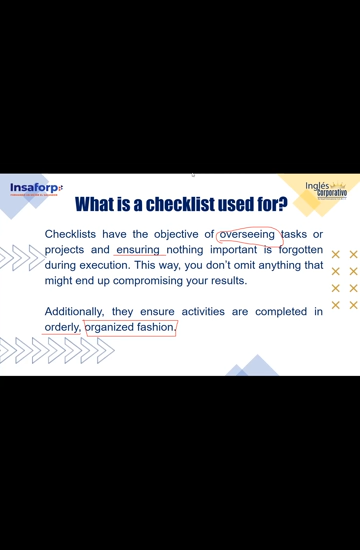 Insaforp
Inglés
Corporativo
What is a checklist used for?
Checklists have the objective of overseeing tasks or
projects and ensuring nothing important is forgotten
during execution. This way, you don't omit anything that
might end up compromising your results.
Additionally, they ensure activities are completed in
orderly, organized fashion.